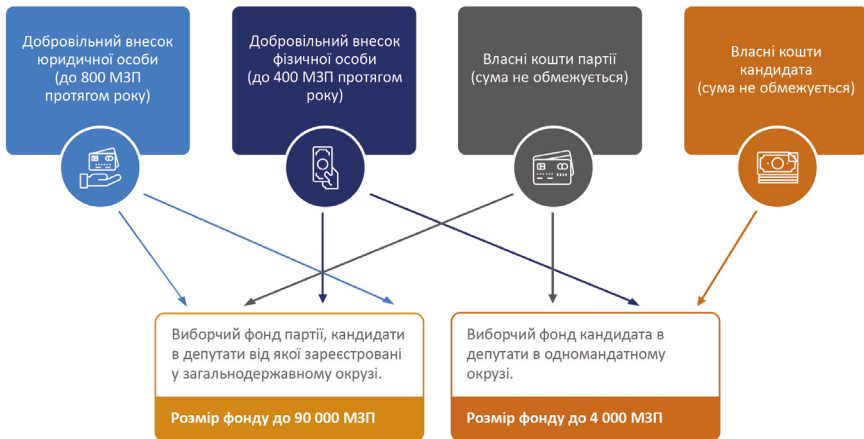 Добровільний внесок
юридичної особи
(до 800 МЗП
протягом року)
Добровільний внесок
фізичної особи
(до 400 МЗП протягом
року)
Власні кошти партії
(сума не обмежується)
Власні кошти
кандидата
(сума не обмежується)
Виборчий фонд партії, кандидати
в депутати від якої зареєстровані
у загальнодержавному окрузі.
Розмір фонду до 90 000 МЗП
Виборчий фонд кандидата в
депутати в одномандатному
окрузі.
Розмір фонду до 4 000 МЗП